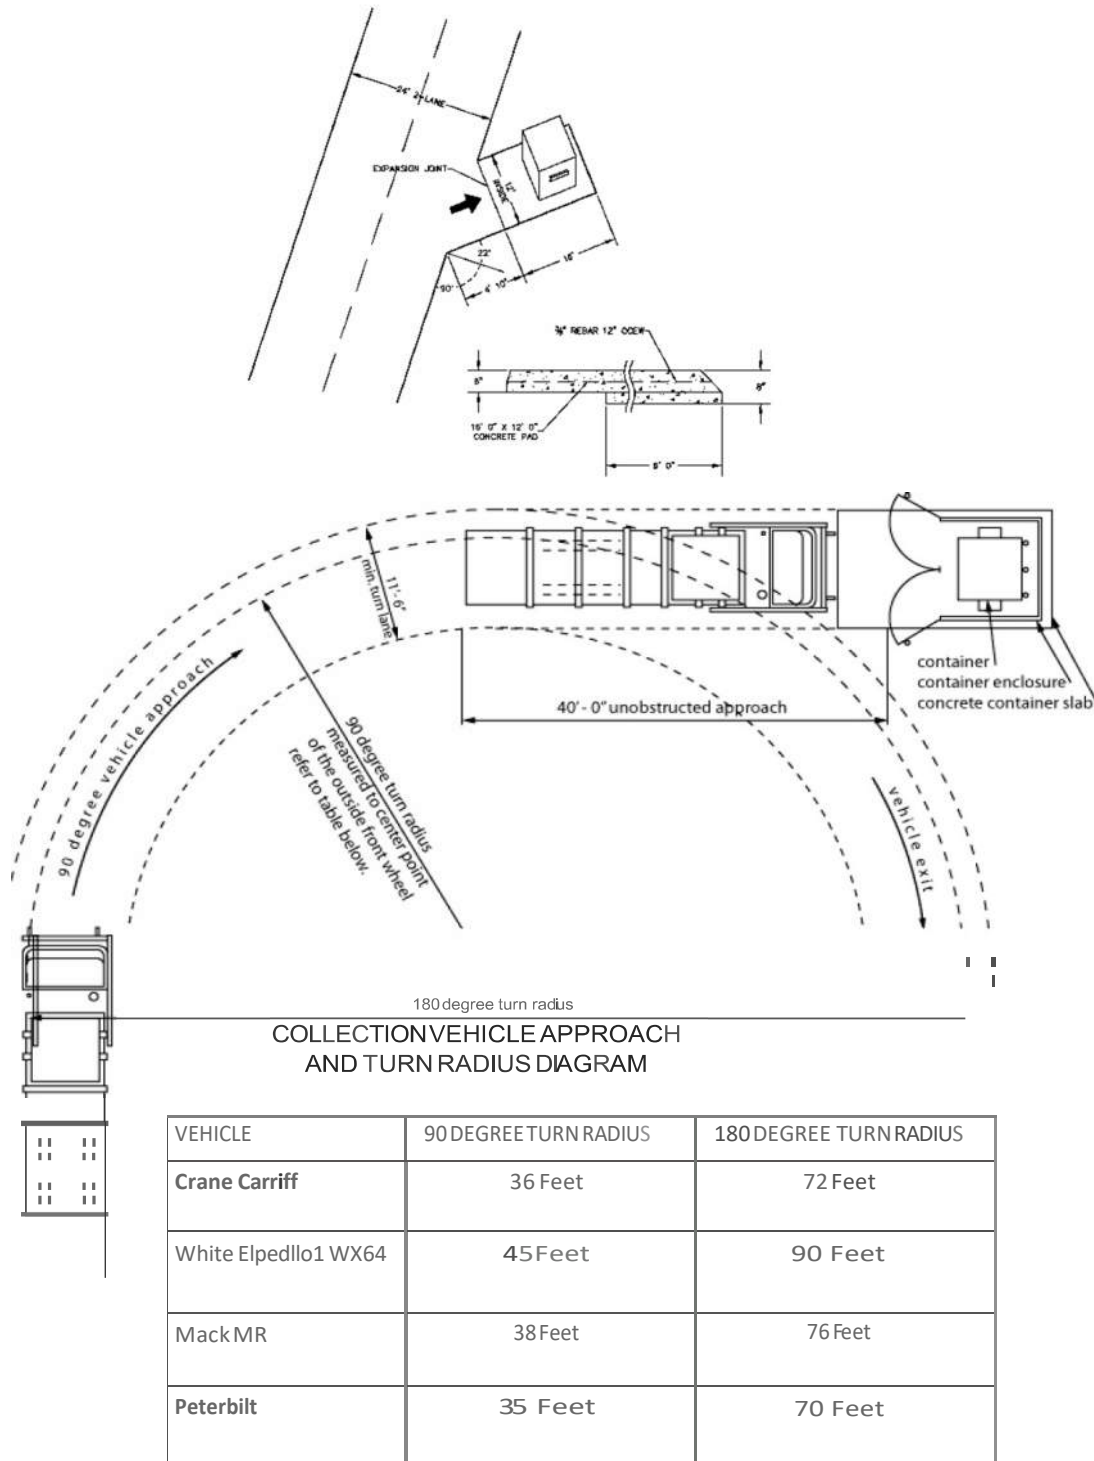 24' 2-LANE
EXPANSION JOINT
12'
INSIDE
22°
90°
4' 10"
16'
⅜" REBAR 12" OCEW
8"
16' 0" X 12' 0"
CONCRETE PAD
8' 0"
11'- 6"
min. turn lane
container
container enclosure
concrete container slab
40' - 0" unobstructed approach
90 degree vehicle approach
90 degree turn radius
measured to center point
of the outside front wheel
refer to table below.
vehicle exit
180 degree turn radius
COLLECTION VEHICLE APPROACH
AND TURN RADIUS DIAGRAM
VEHICLE 90 DEGREE TURN RADIUS 180 DEGREE TURN RADIUS
Crane Carriff 36 Feet 72 Feet
White Elpedllo1 WX64 45 Feet 90 Feet
Mack MR 38 Feet 76 Feet
Peterbilt 35 Feet 70 Feet